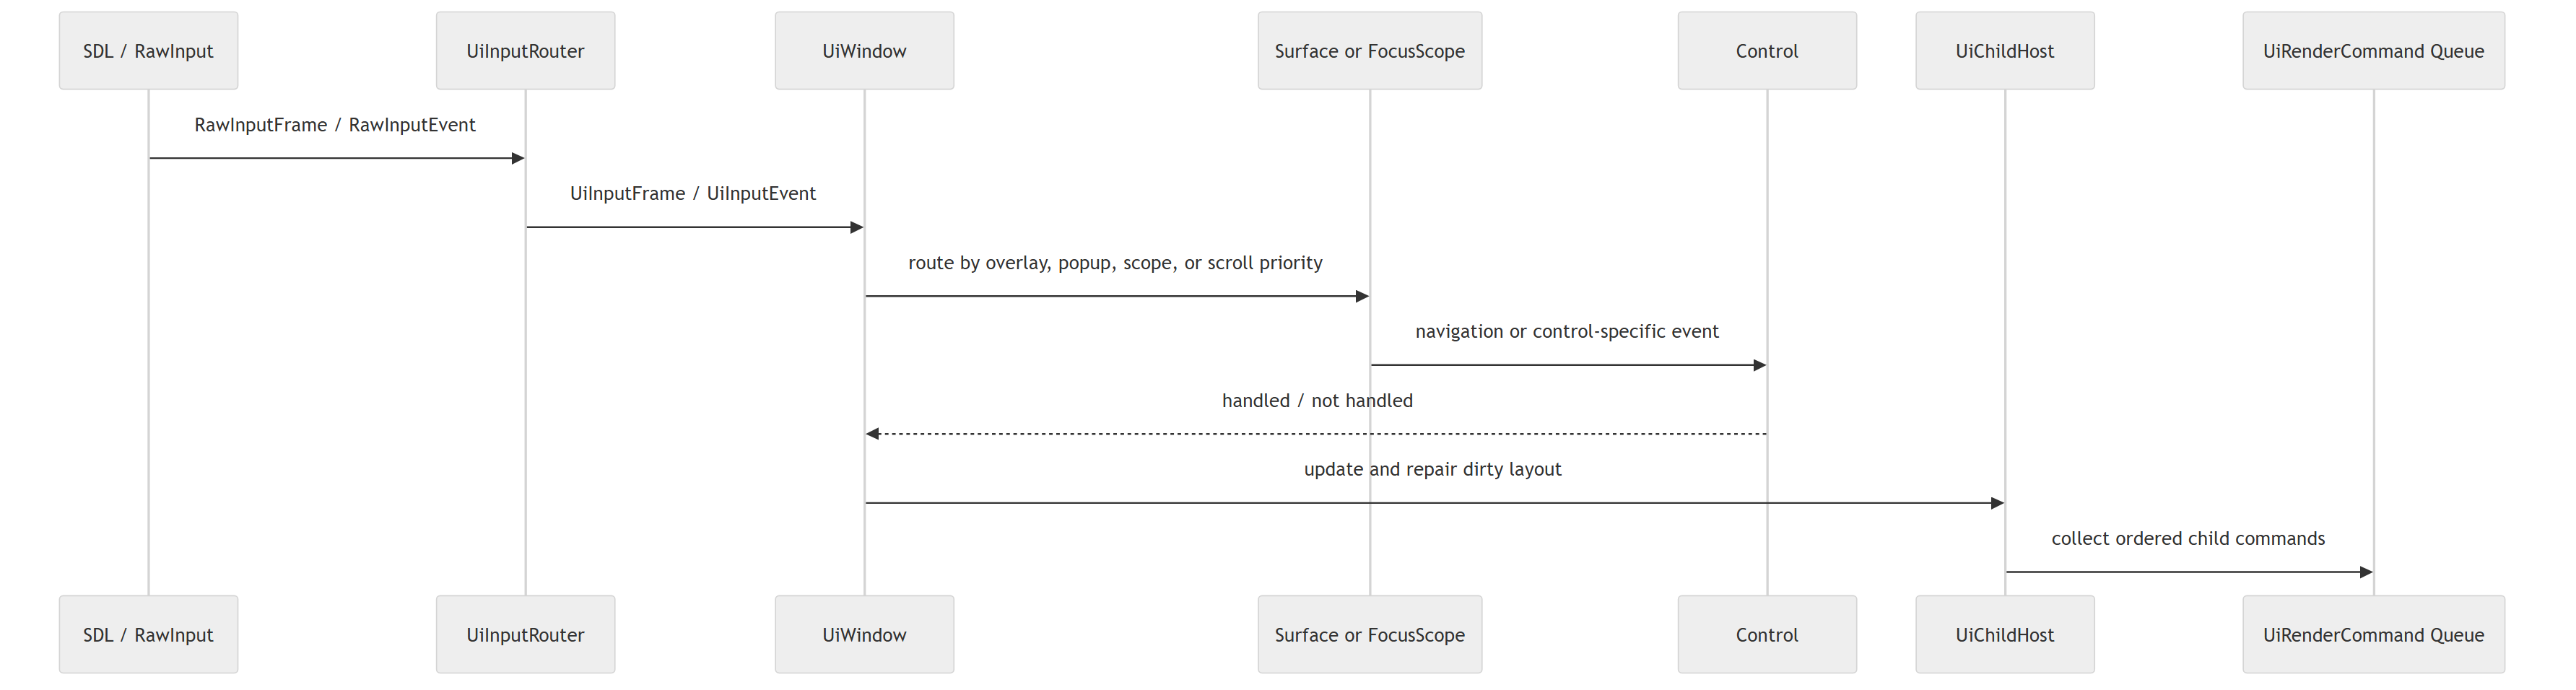 SDL / RawInput
UiInputRouter
UiWindow
Surface or FocusScope
Control
UiChildHost
UiRenderCommand Queue
RawInputFrame / RawInputEvent
UiInputFrame / UiInputEvent
route by overlay, popup, scope, or scroll priority
navigation or control-specific event
handled / not handled
update and repair dirty layout
collect ordered child commands
SDL / RawInput
UiInputRouter
UiWindow
Surface or FocusScope
Control
UiChildHost
UiRenderCommand Queue